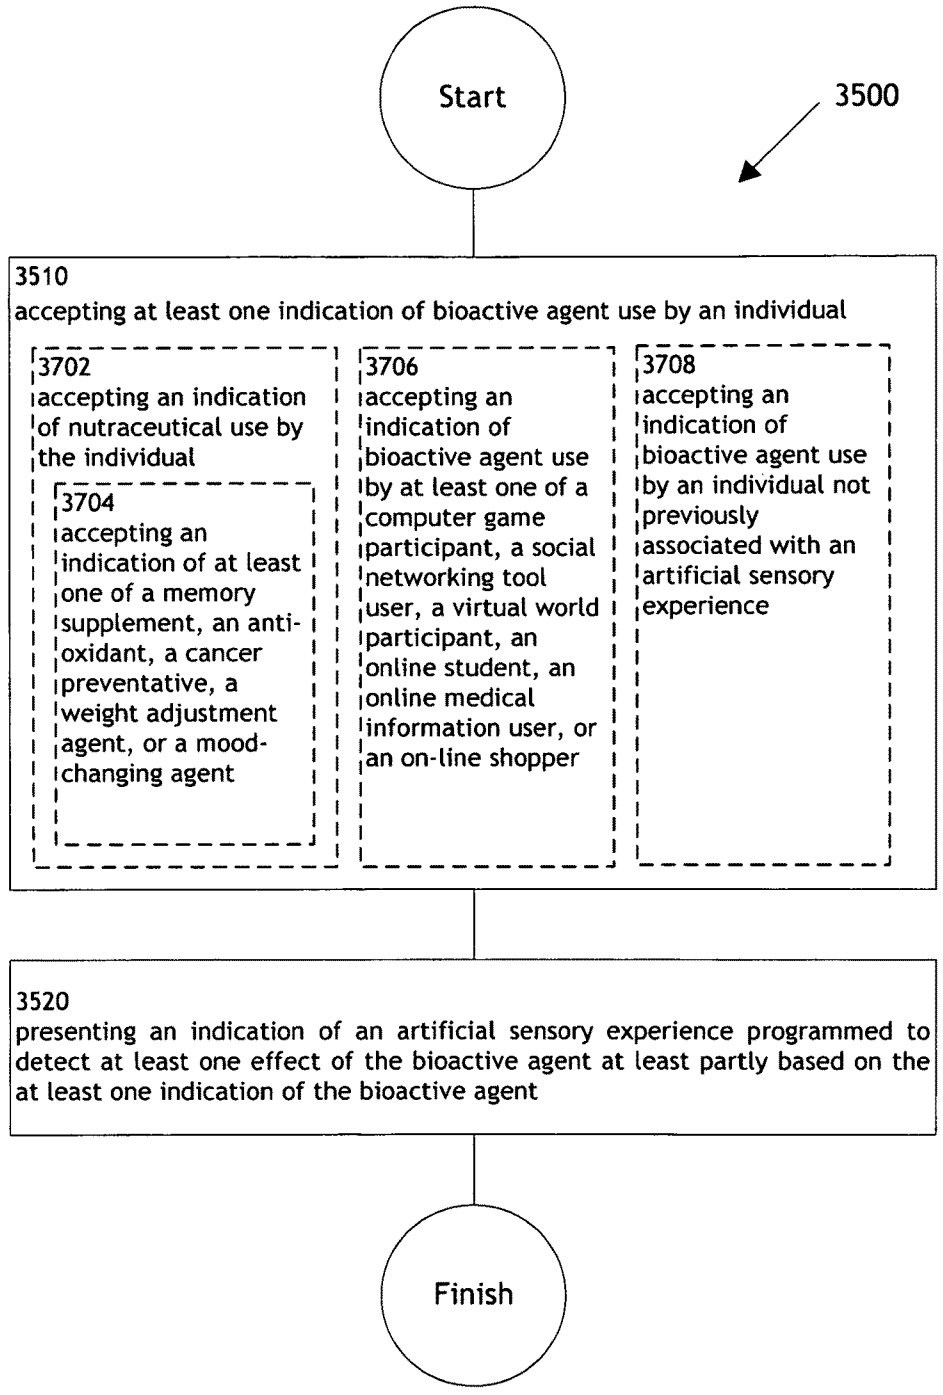 Start
3500
3510
accepting at least one indication of bioactive agent use by an individual
3702
accepting an indication
of nutraceutical use by
the individual
3704
accepting an
indication of at least
one of a memory
supplement, an anti-
oxidant, a cancer
preventative, a
weight adjustment
agent, or a mood-
changing agent
3706
accepting an
indication of
bioactive agent use
by at least one of a
computer game
participant, a social
networking tool
user, a virtual world
participant, an
online student, an
online medical
information user, or
an on-line shopper
3708
accepting an
indication of
bioactive agent use
by an individual not
previously
associated with an
artificial sensory
experience
3520
presenting an indication of an artificial sensory experience programmed to
detect at least one effect of the bioactive agent at least partly based on the
at least one indication of the bioactive agent
Finish